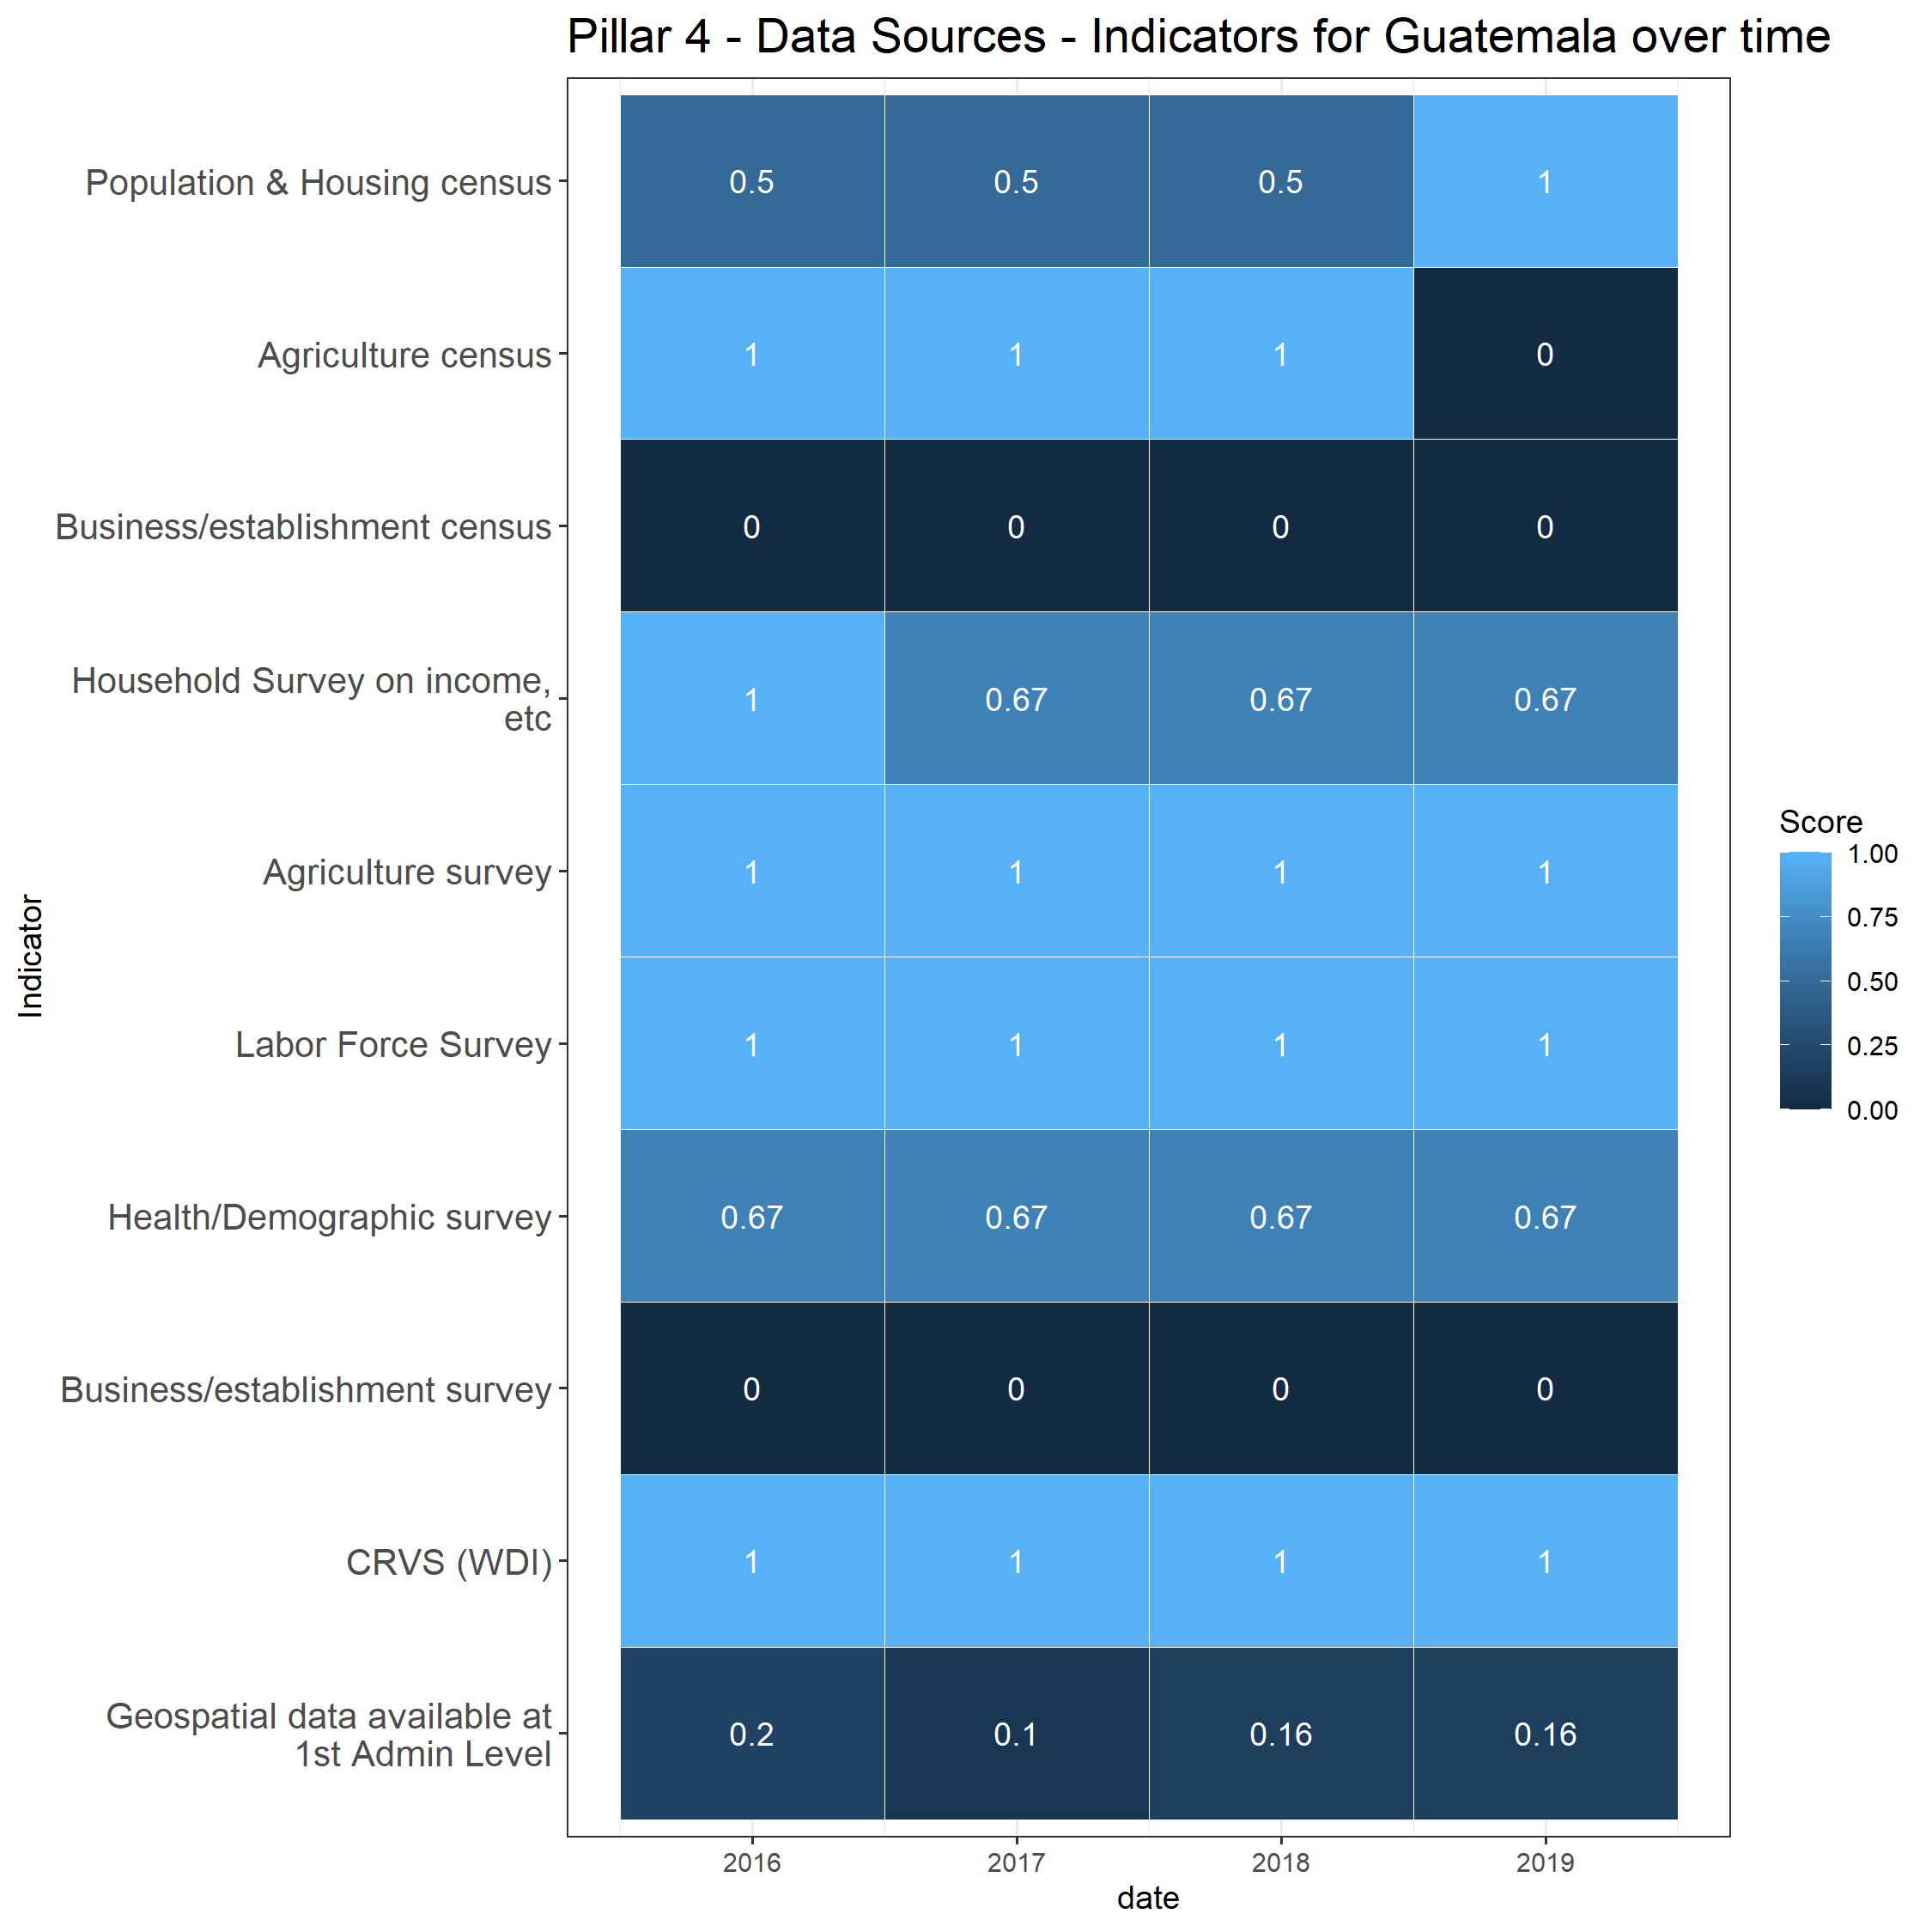 Pillar 4 - Data Sources - Indicators for Guatemala over time
Indicator
Population & Housing census
0.5 0.5 0.5 1
Agriculture census
1 1 1 0
Business/establishment census
0 0 0 0
Household Survey on income,
etc
1 0.67 0.67 0.67
Agriculture survey
1 1 1 1
Labor Force Survey
1 1 1 1
Health/Demographic survey
0.67 0.67 0.67 0.67
Business/establishment survey
0 0 0 0
CRVS (WDI)
1 1 1 1
Geospatial data available at
1st Admin Level
0.2 0.1 0.16 0.16
2016 2017 2018 2019
date
Score
1.00
0.75
0.50
0.25
0.00